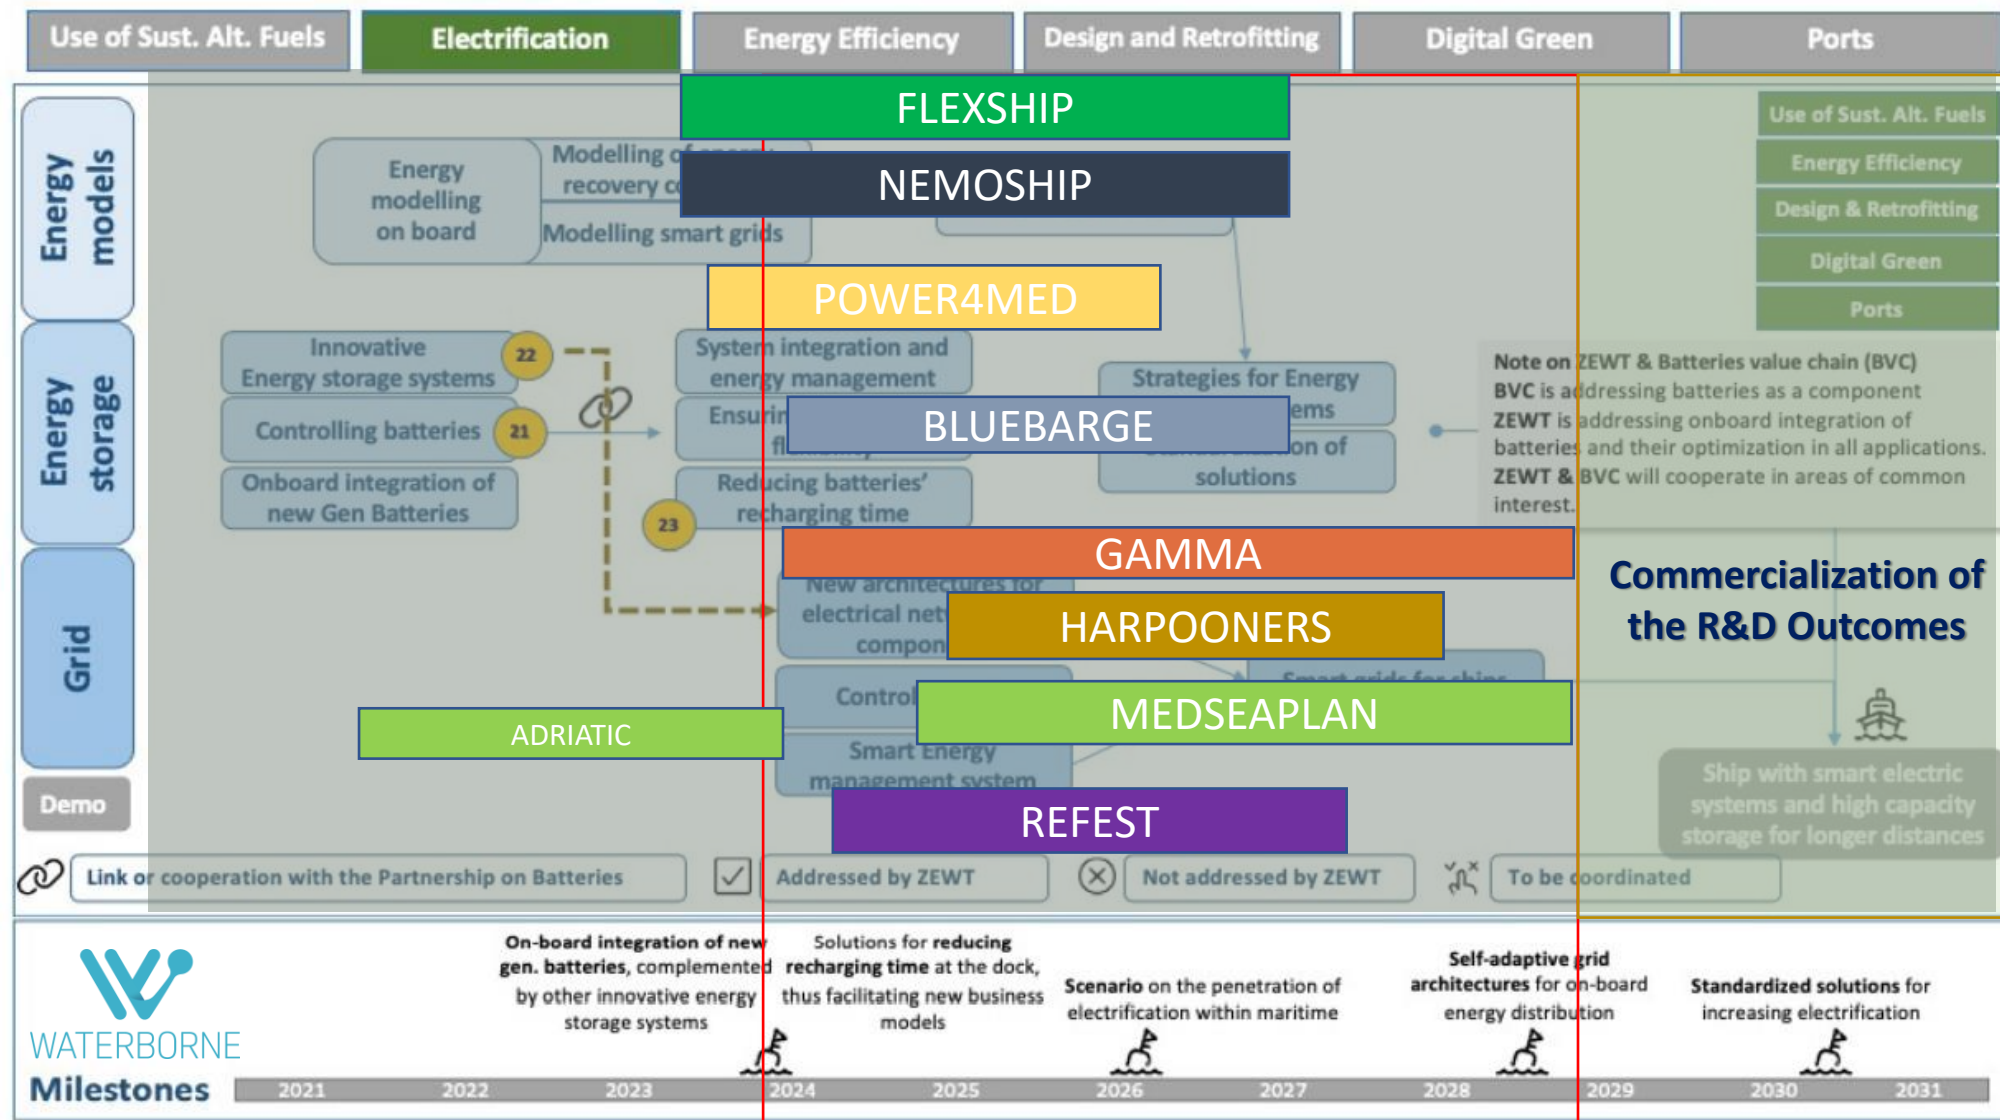 Use of Sust. Alt. Fuels
Electrification
Energy Efficiency
Design and Retrofitting
Digital Green
Ports
Energy
models
Energy
storage
Grid
Demo
FLEXSHIP
NEMOSHIP
POWER4MED
BLUEBARGE
GAMMA
HARPOONERS
MEDSEAPLAN
ADRIATIC
REFEST
Energy
modelling
on board
Modelling of
recovery
Modelling smart grids
Innovative
Energy storage systems
22
Controlling batteries
21
Onboard integration of
new Gen Batteries
System integration and
energy management
Reducing batteries'
recharging time
23
Strategies for Energy
solutions
New architectures for
electrical
Smart Energy
management system
Smart grids for ships
Use of Sust. Alt. Fuels
Energy Efficiency
Design & Retrofitting
Digital Green
Ports
Note on ZEWT & Batteries value chain (BVC)
BVC is addressing batteries as a component
ZEWT is addressing onboard integration of
batteries and their optimization in all applications.
ZEWT & BVC will cooperate in areas of common
interest.
Commercialization of
the R&D Outcomes
Ship with smart electric
systems and high capacity
storage for longer distances
Link or cooperation with the Partnership on Batteries
Addressed by ZEWT
Not addressed by ZEWT
To be coordinated
On-board integration of new
gen. batteries, complemented
by other innovative energy
storage systems
Solutions for reducing
recharging time at the dock,
thus facilitating new business
models
Scenario on the penetration of
electrification within maritime
Self-adaptive grid
architectures for on-board
energy distribution
Standardized solutions for
increasing electrification
WATERBORNE
Milestones
2021
2022
2023
2024
2025
2026
2027
2028
2029
2030
2031